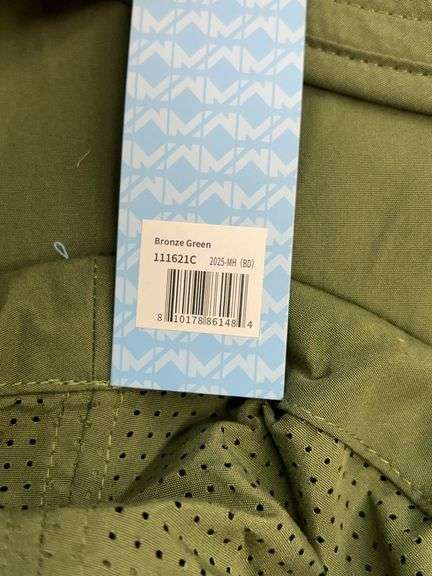 Bronze Green
111621C 2025-MH (BD)
8 10178 86148 4